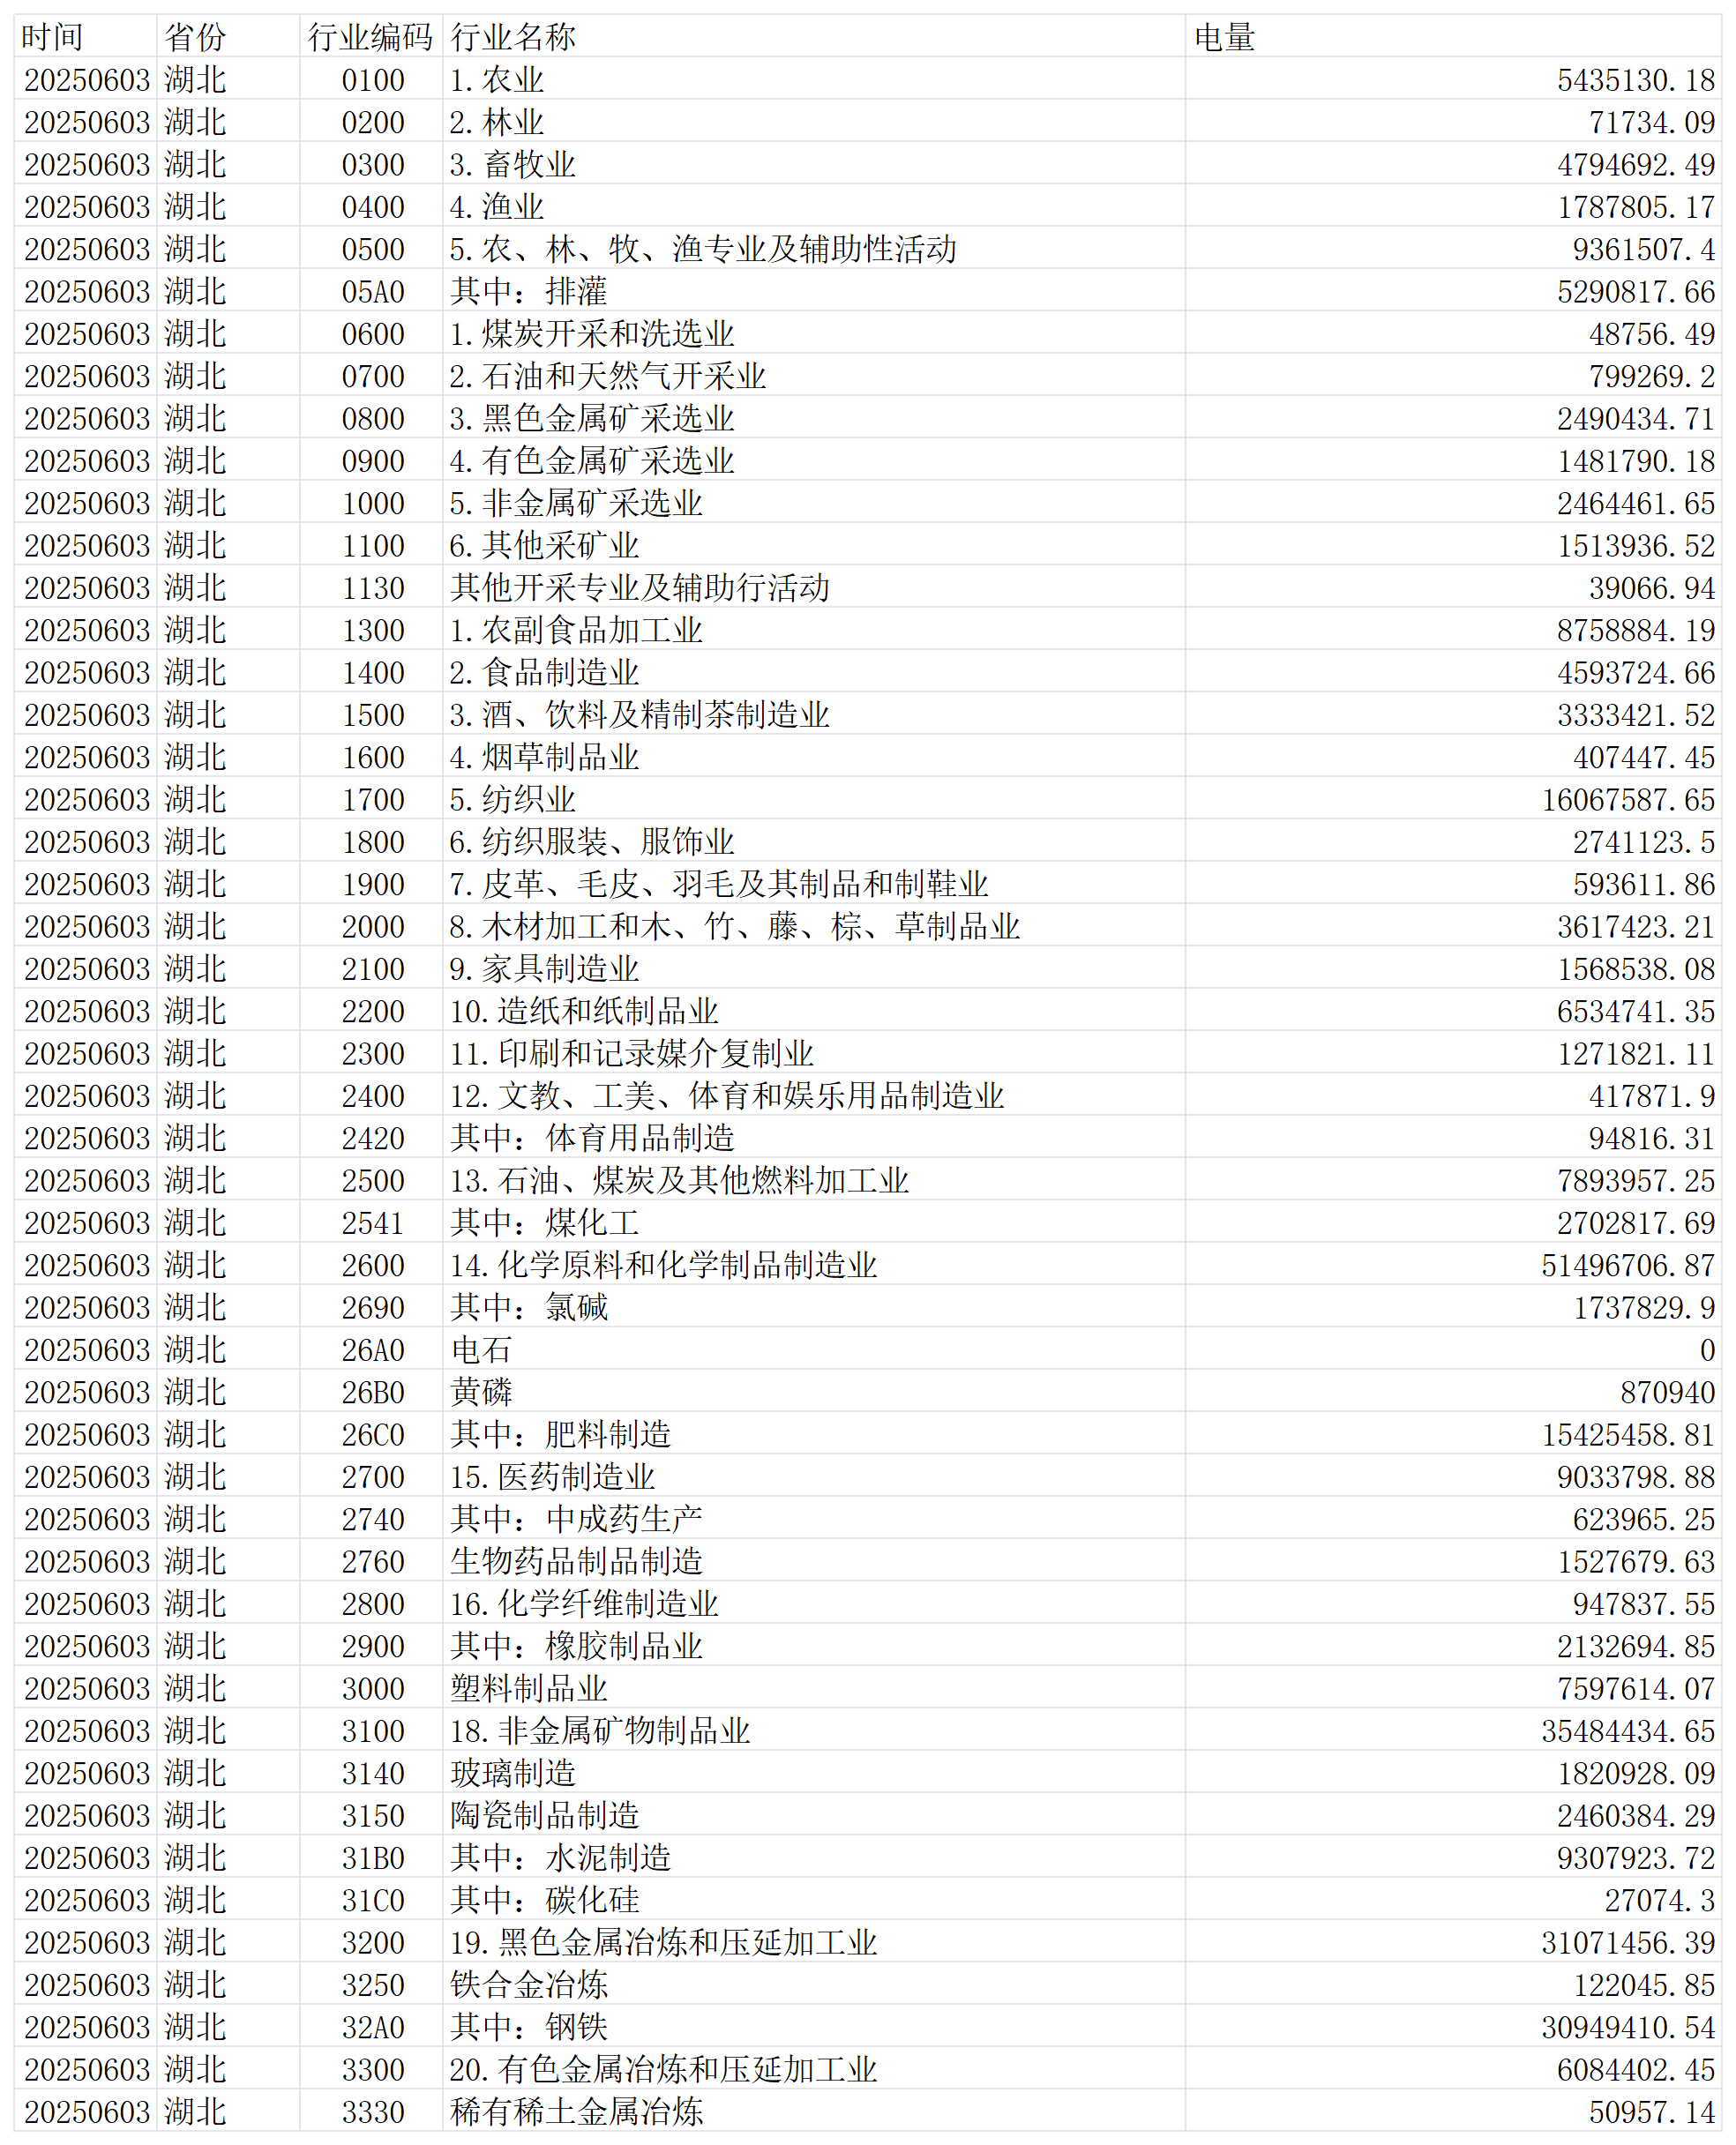 时间 省份 行业编码 行业名称 电量
20250603 湖北 0100 1.农业 5435130.18
20250603 湖北 0200 2.林业 71734.09
20250603 湖北 0300 3.畜牧业 4794692.49
20250603 湖北 0400 4.渔业 1787805.17
20250603 湖北 0500 5.农、林、牧、渔专业及辅助性活动 9361507.4
20250603 湖北 05A0 其中：排灌 5290817.66
20250603 湖北 0600 1.煤炭开采和洗选业 48756.49
20250603 湖北 0700 2.石油和天然气开采业 799269.2
20250603 湖北 0800 3.黑色金属矿采选业 2490434.71
20250603 湖北 0900 4.有色金属矿采选业 1481790.18
20250603 湖北 1000 5.非金属矿采选业 2464461.65
20250603 湖北 1100 6.其他采矿业 1513936.52
20250603 湖北 1130 其他开采专业及辅助行活动 39066.94
20250603 湖北 1300 1.农副食品加工业 8758884.19
20250603 湖北 1400 2.食品制造业 4593724.66
20250603 湖北 1500 3.酒、饮料及精制茶制造业 3333421.52
20250603 湖北 1600 4.烟草制品业 407447.45
20250603 湖北 1700 5.纺织业 16067587.65
20250603 湖北 1800 6.纺织服装、服饰业 2741123.5
20250603 湖北 1900 7.皮革、毛皮、羽毛及其制品和制鞋业 593611.86
20250603 湖北 2000 8.木材加工和木、竹、藤、棕、草制品业 3617423.21
20250603 湖北 2100 9.家具制造业 1568538.08
20250603 湖北 2200 10.造纸和纸制品业 6534741.35
20250603 湖北 2300 11.印刷和记录媒介复制业 1271821.11
20250603 湖北 2400 12.文教、工美、体育和娱乐用品制造业 417871.9
20250603 湖北 2420 其中：体育用品制造 94816.31
20250603 湖北 2500 13.石油、煤炭及其他燃料加工业 7893957.25
20250603 湖北 2541 其中：煤化工 2702817.69
20250603 湖北 2600 14.化学原料和化学制品制造业 51496706.87
20250603 湖北 2690 其中：氯碱 1737829.9
20250603 湖北 26A0 电石 0
20250603 湖北 26B0 黄磷 870940
20250603 湖北 26C0 其中：肥料制造 15425458.81
20250603 湖北 2700 15.医药制造业 9033798.88
20250603 湖北 2740 其中：中成药生产 623965.25
20250603 湖北 2760 生物药品制品制造 1527679.63
20250603 湖北 2800 16.化学纤维制造业 947837.55
20250603 湖北 2900 其中：橡胶制品业 2132694.85
20250603 湖北 3000 塑料制品业 7597614.07
20250603 湖北 3100 18.非金属矿物制品业 35484434.65
20250603 湖北 3140 玻璃制造 1820928.09
20250603 湖北 3150 陶瓷制品制造 2460384.29
20250603 湖北 31B0 其中：水泥制造 9307923.72
20250603 湖北 31C0 其中：碳化硅 27074.3
20250603 湖北 3200 19.黑色金属冶炼和压延加工业 31071456.39
20250603 湖北 3250 铁合金冶炼 122045.85
20250603 湖北 32A0 其中：钢铁 30949410.54
20250603 湖北 3300 20.有色金属冶炼和压延加工业 6084402.45
20250603 湖北 3330 稀有稀土金属冶炼 50957.14